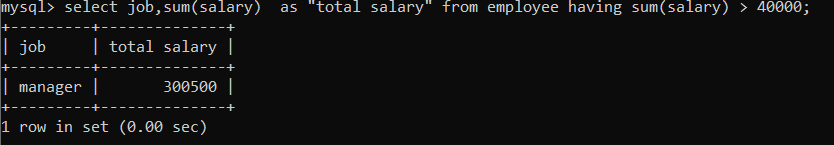 mysql> select job,sum(salary)  as "total salary" from employee having sum(salary) > 40000;
+---------+--------------+
| job     | total salary |
+---------+--------------+
| manager |       300500 |
+---------+--------------+
1 row in set (0.00 sec)